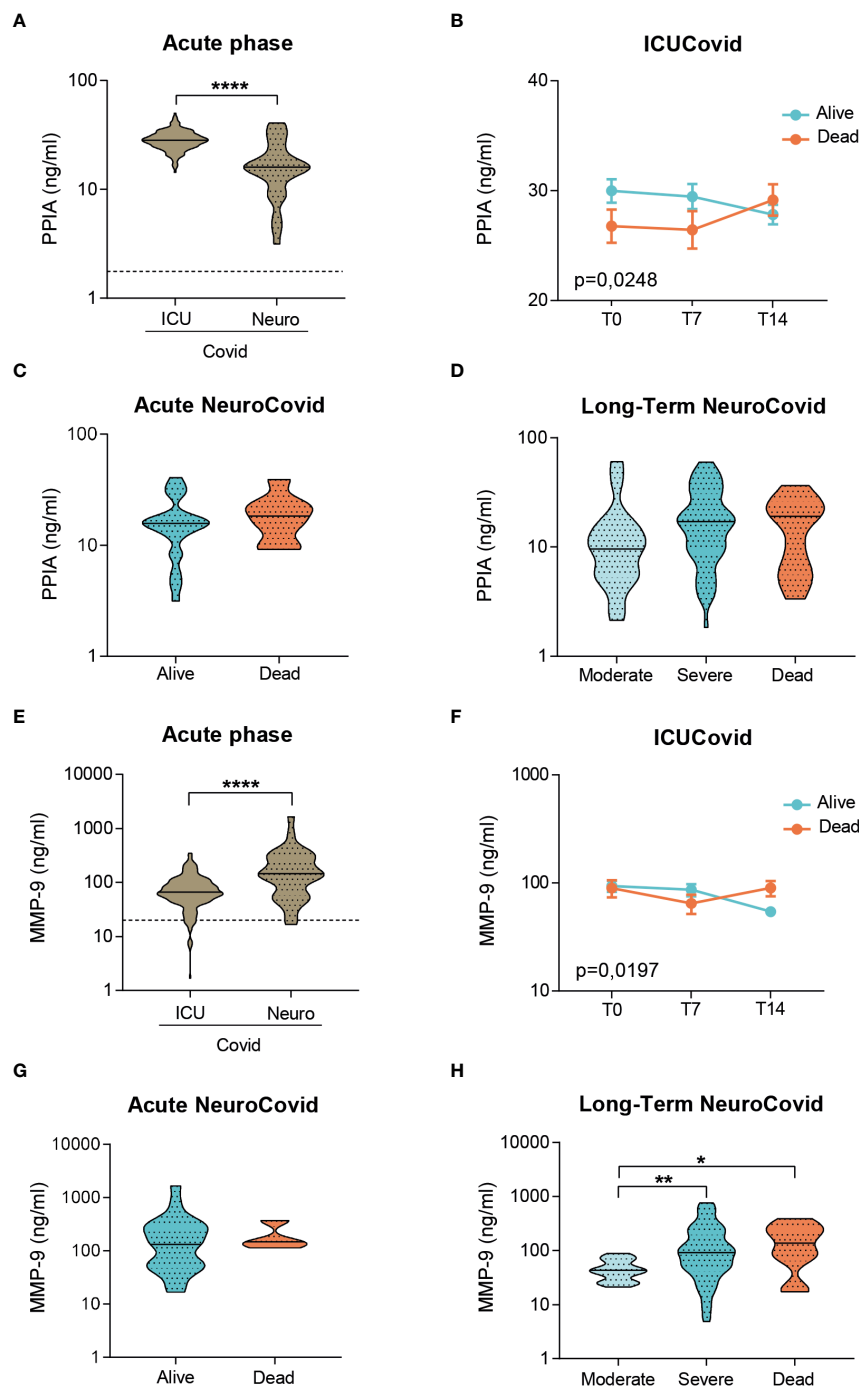 A
Acute phase
PPIA (ng/ml)
100
10
1
****
ICU Neuro
Covid
B
ICUCovid
PPIA (ng/ml)
40
30
20
Alive
Dead
p=0,0248
T0 T7 T14
C
Acute NeuroCovid
PPIA (ng/ml)
100
10
1
Alive Dead
D
Long-Term NeuroCovid
PPIA (ng/ml)
100
10
1
Moderate Severe Dead
E
Acute phase
MMP-9 (ng/ml)
10000
1000
100
10
1
****
ICU Neuro
Covid
F
ICUCovid
MMP-9 (ng/ml)
1000
100
10
Alive
Dead
p=0,0197
T0 T7 T14
G
Acute NeuroCovid
MMP-9 (ng/ml)
10000
1000
100
10
1
Alive Dead
H
Long-Term NeuroCovid
MMP-9 (ng/ml)
10000
1000
100
10
1
*
**
Moderate Severe Dead